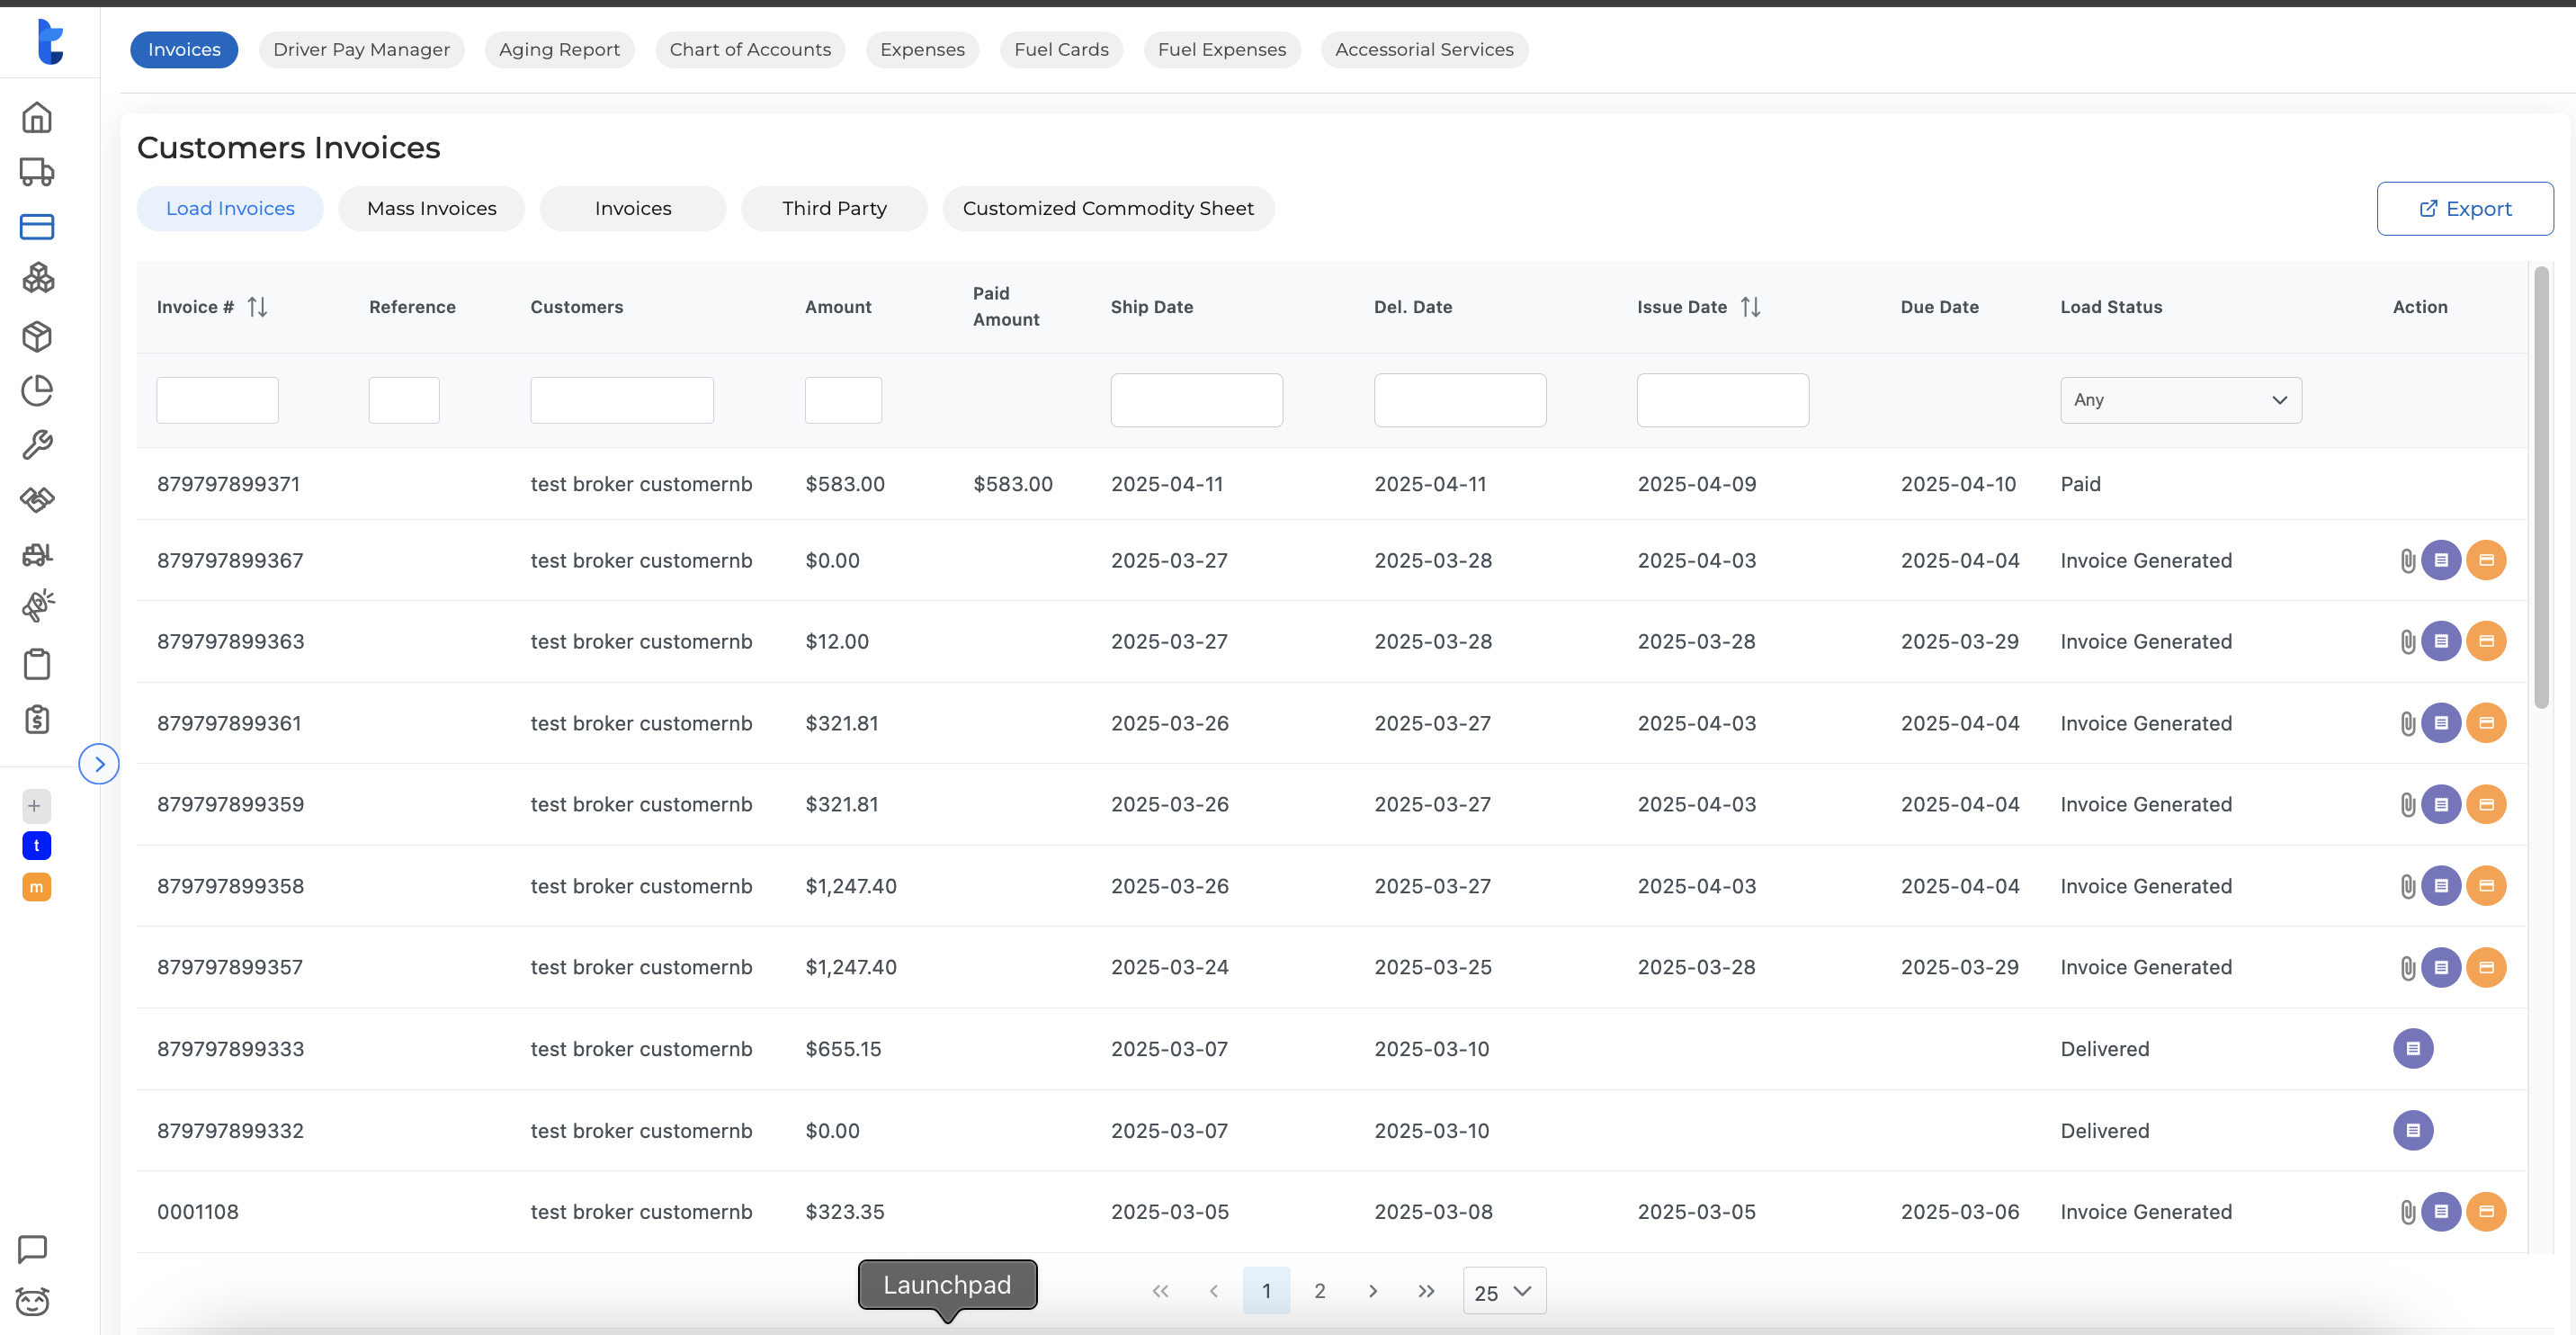 Invoices Driver Pay Manager Aging Report Chart of Accounts Expenses Fuel Cards Fuel Expenses Accessorial Services
Customers Invoices
Load Invoices Mass Invoices Invoices Third Party Customized Commodity Sheet Export
Invoice # Reference Customers Amount Paid Amount Ship Date Del. Date Issue Date Due Date Load Status Action
Any
879797899371 test broker customernb $583.00 $583.00 2025-04-11 2025-04-11 2025-04-09 2025-04-10 Paid
879797899367 test broker customernb $0.00 2025-03-27 2025-03-28 2025-04-03 2025-04-04 Invoice Generated
879797899363 test broker customernb $12.00 2025-03-27 2025-03-28 2025-03-28 2025-03-29 Invoice Generated
879797899361 test broker customernb $321.81 2025-03-26 2025-03-27 2025-04-03 2025-04-04 Invoice Generated
879797899359 test broker customernb $321.81 2025-03-26 2025-03-27 2025-04-03 2025-04-04 Invoice Generated
879797899358 test broker customernb $1,247.40 2025-03-26 2025-03-27 2025-04-03 2025-04-04 Invoice Generated
879797899357 test broker customernb $1,247.40 2025-03-24 2025-03-25 2025-03-28 2025-03-29 Invoice Generated
879797899333 test broker customernb $655.15 2025-03-07 2025-03-10 Delivered
879797899332 test broker customernb $0.00 2025-03-07 2025-03-10 Delivered
0001108 test broker customernb $323.35 2025-03-05 2025-03-08 2025-03-05 2025-03-06 Invoice Generated
t
m
Launchpad
1 2 25